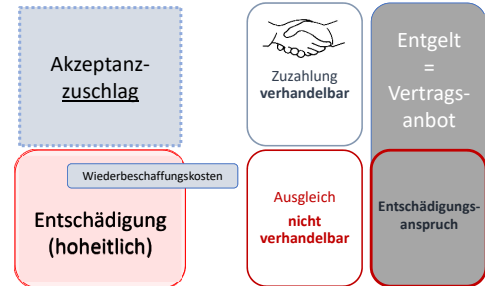 Akzeptanz-
zuschlag
Zuzahlung
verhandelbar
Entgelt
=
Vertrags-
anbot
Wiederbeschaffungskosten
Entschädigung
(hoheitlich)
Ausgleich
nicht
verhandelbar
Entschädigungs-
anspruch